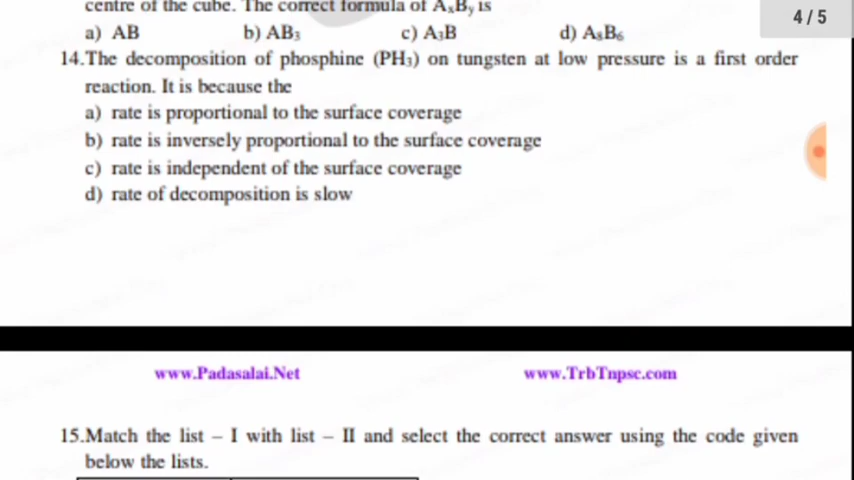 centre of the cube. The correct formula of AₓBᵧ is
4 / 5
a) AB b) AB₃ c) A₃B d) A₈B₆
14.The decomposition of phosphine (PH₃) on tungsten at low pressure is a first order
reaction. It is because the
a) rate is proportional to the surface coverage
b) rate is inversely proportional to the surface coverage
c) rate is independent of the surface coverage
d) rate of decomposition is slow
www.Padasalai.Net www.TrbTnpsc.com
15.Match the list – I with list – II and select the correct answer using the code given
below the lists.